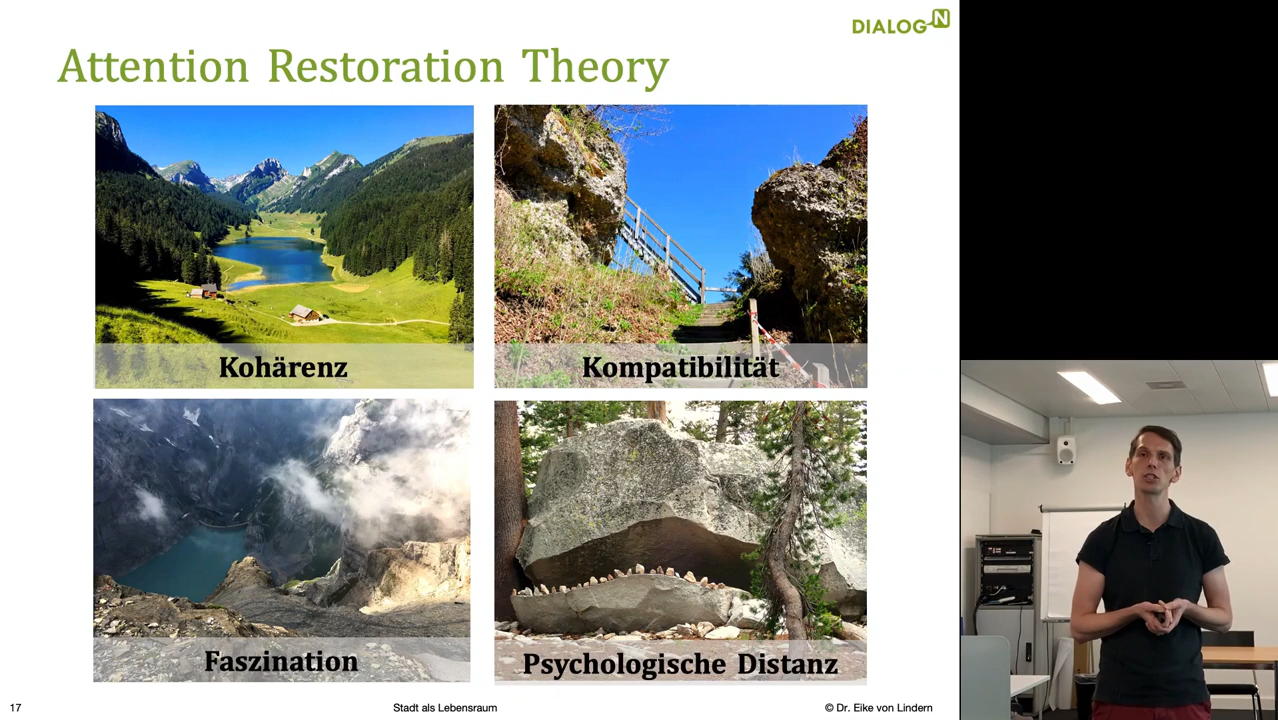 DIALOG N
Attention Restoration Theory
Kohärenz
Kompatibilität
Faszination
Psychologische Distanz
17
Stadt als Lebensraum
© Dr. Eike von Lindern